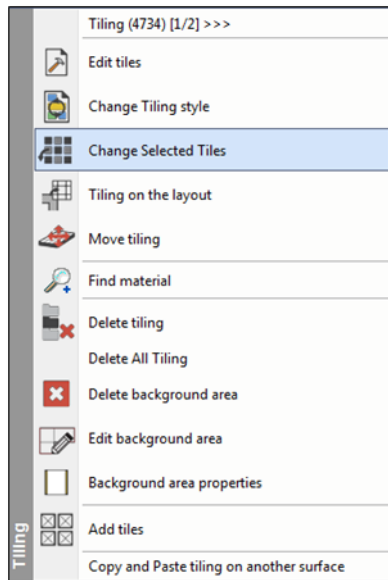 Tiling (4734) [1/2] >>>
Edit tiles
Change Tiling style
Change Selected Tiles
Tiling on the layout
Move tiling
Find material
Delete tiling
Delete All Tiling
Delete background area
Edit background area
Background area properties
Add tiles
Copy and Paste tiling on another surface
Tiling